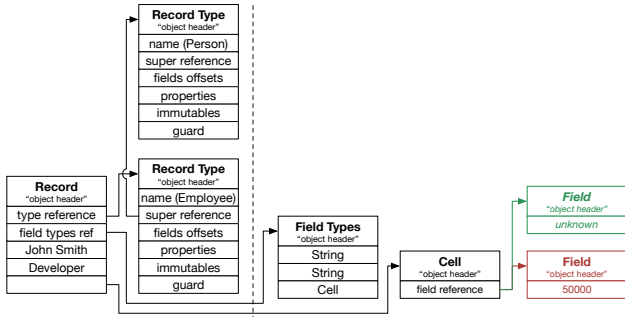 Record Type
"object header"
name (Person)
super reference
fields offsets
properties
immutables
guard
Record Type
"object header"
name (Employee)
super reference
fields offsets
properties
immutables
guard
Record
"object header"
type reference
field types ref
John Smith
Developer
Field Types
"object header"
String
String
Cell
Cell
"object header"
field reference
Field
"object header"
unknown
Field
"object header"
50000